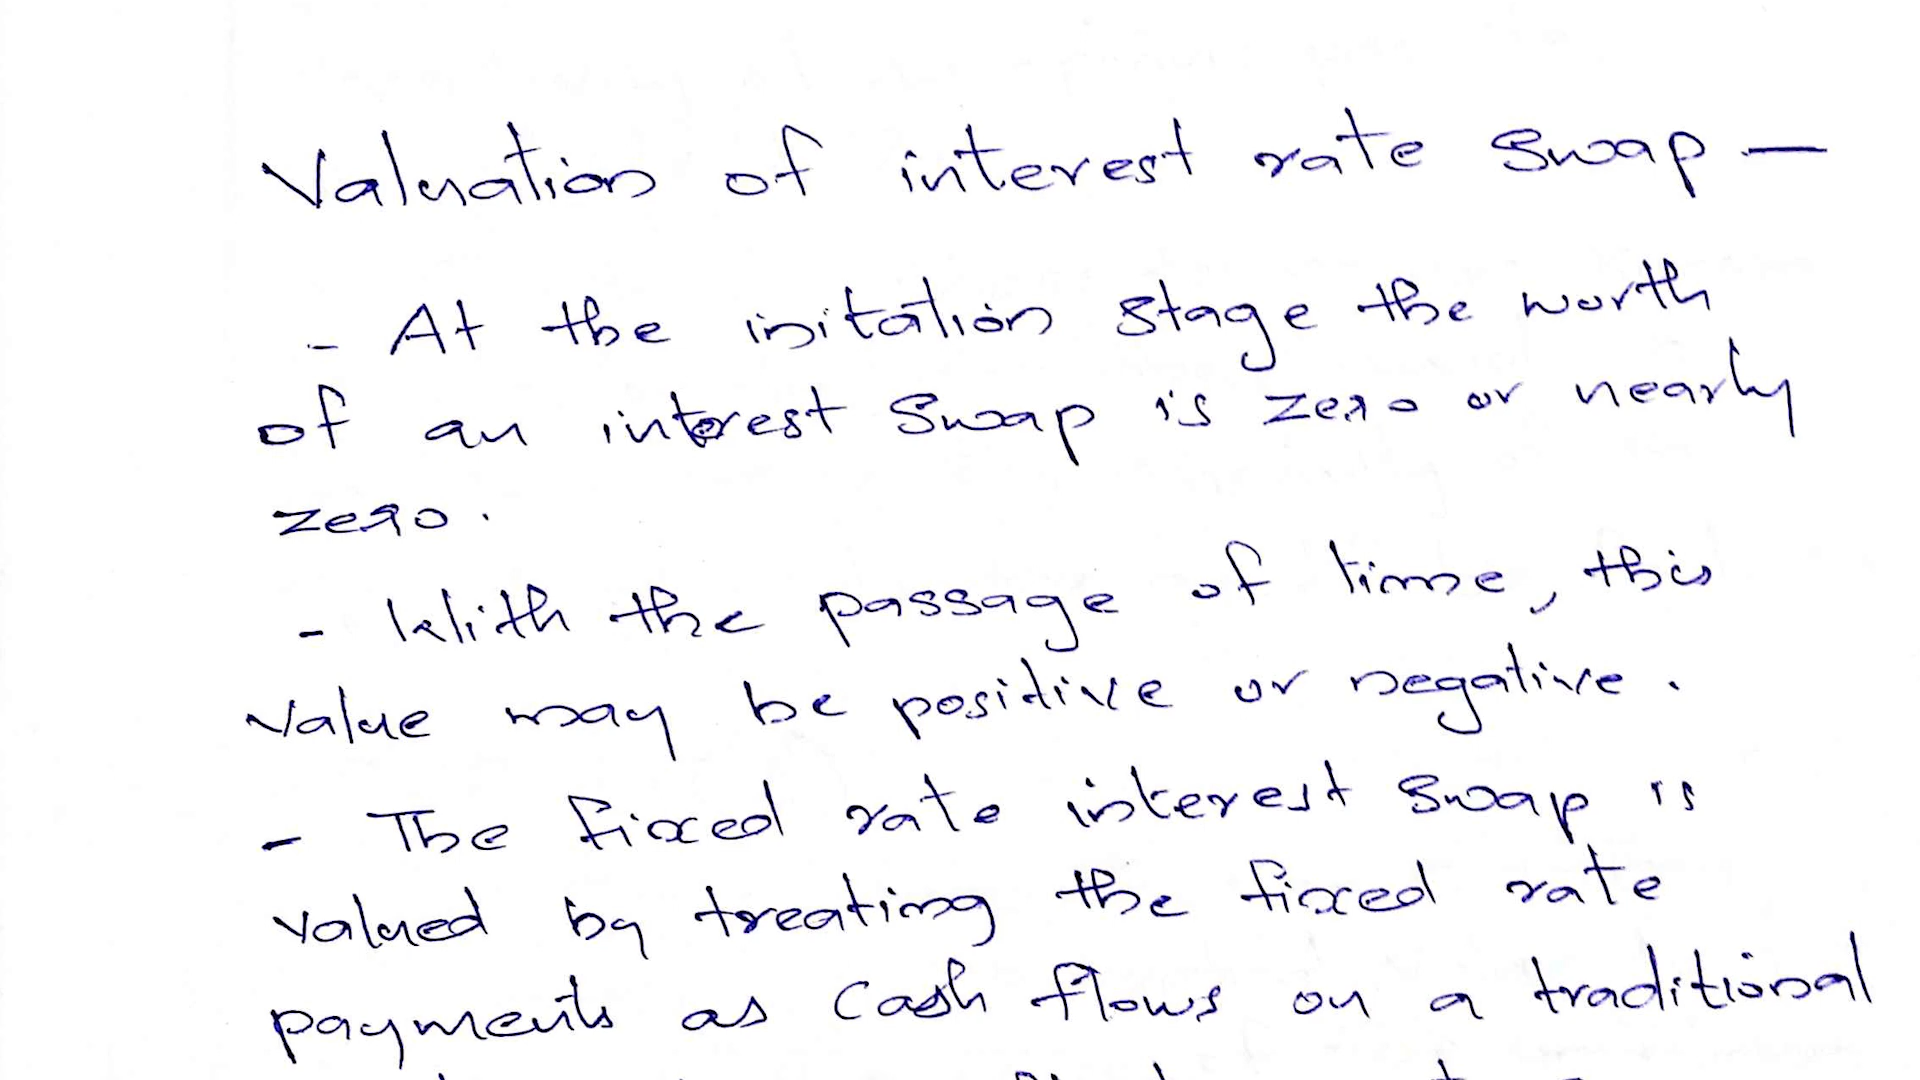 Valuation of interest rate swap —
- At the initation stage the worth
of an interest swap is zero or nearly
zero.
- With the passage of time, this
value may be positive or negative.
- The fixed rate interest swap is
valued by treating the fixed rate
payments as cash flows on a traditional